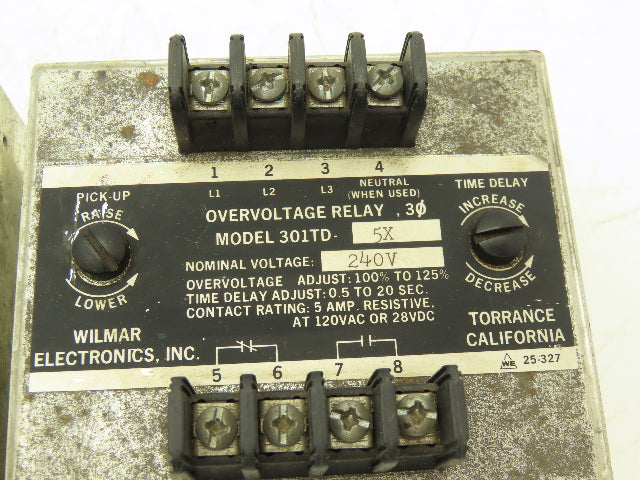 1 2 3 4
L1 L2 L3 NEUTRAL
(WHEN USED)
PICK-UP
RAISE
LOWER
TIME DELAY
INCREASE
DECREASE
OVERVOLTAGE RELAY , 3Ø
MODEL 301TD- 5X
NOMINAL VOLTAGE: 240V
OVERVOLTAGE ADJUST: 100% TO 125%
TIME DELAY ADJUST: 0.5 TO 20 SEC.
CONTACT RATING: 5 AMP. RESISTIVE.
AT 120VAC OR 28VDC
WILMAR
ELECTRONICS, INC.
TORRANCE
CALIFORNIA
5 6 7 8
WE 25-327